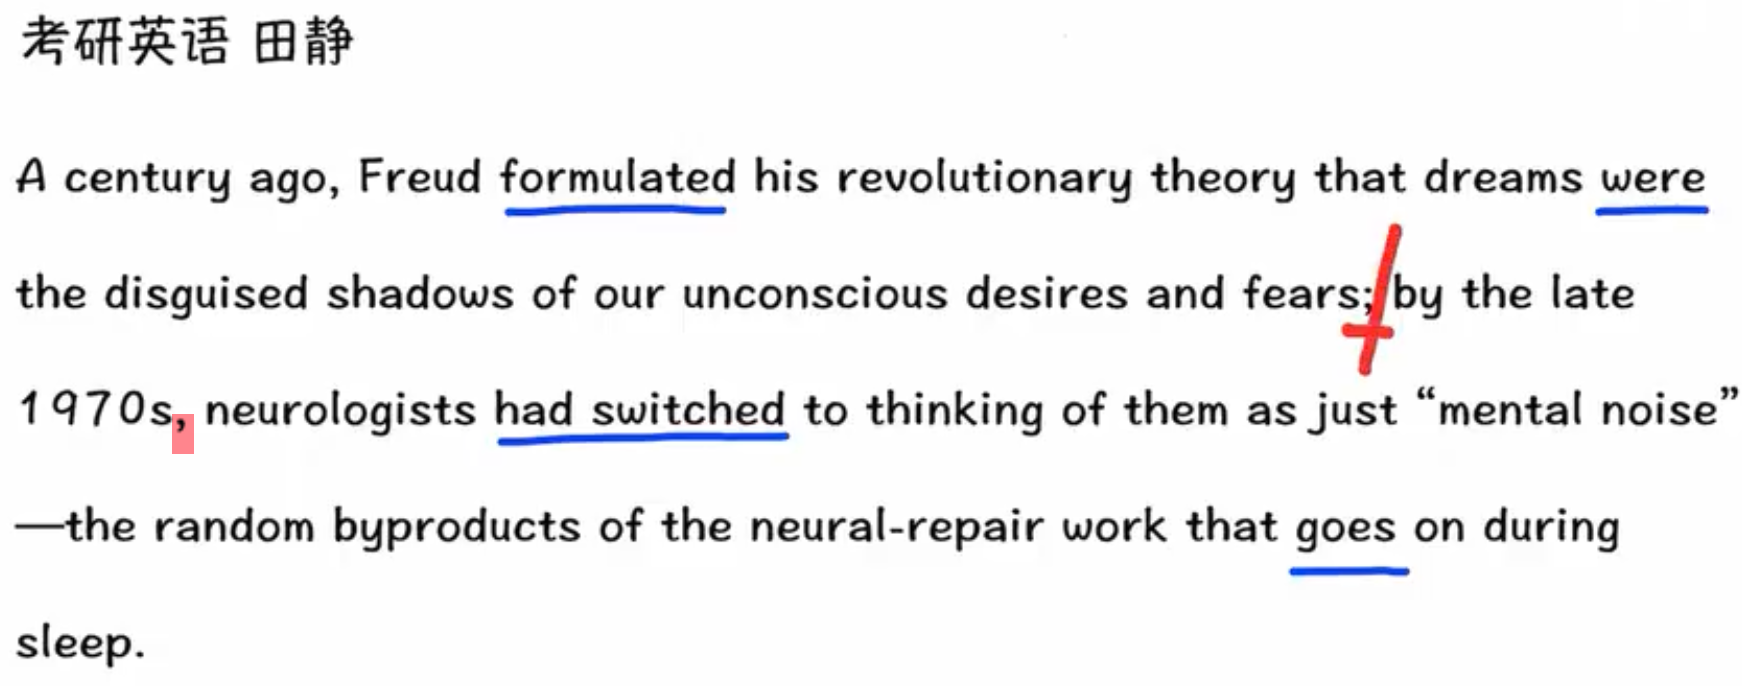 考研英语 田静
A century ago, Freud formulated his revolutionary theory that dreams were
the disguised shadows of our unconscious desires and fears; by the late
1970s, neurologists had switched to thinking of them as just “mental noise”
—the random byproducts of the neural-repair work that goes on during
sleep.